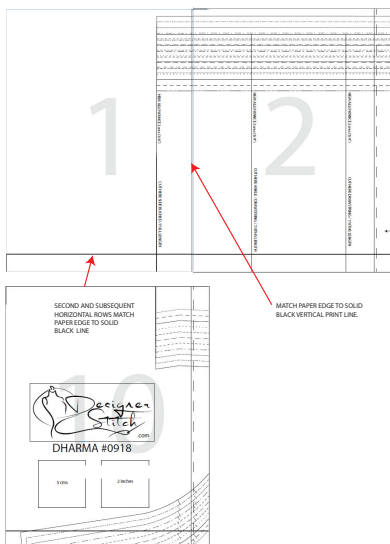 1
2
SECOND AND SUBSEQUENT
HORIZONTAL ROWS MATCH
PAPER EDGE TO SOLID
BLACK LINE
MATCH PAPER EDGE TO SOLID
BLACK VERTICAL PRINT LINE.
10
Designer
Stitch
.com
DHARMA #0918
5 cms
2 inches